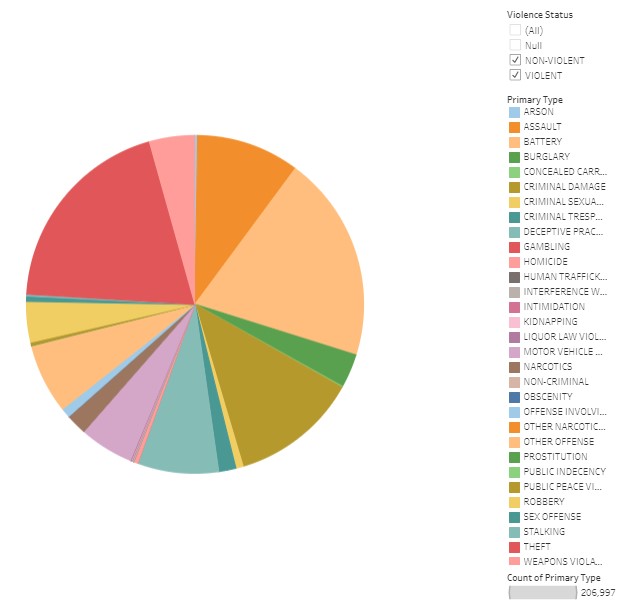 Violence Status
(All)
Null
NON-VIOLENT
VIOLENT
Primary Type
ARSON
ASSAULT
BATTERY
BURGLARY
CONCEALED CARR...
CRIMINAL DAMAGE
CRIMINAL SEXUA...
CRIMINAL TRESP...
DECEPTIVE PRAC...
GAMBLING
HOMICIDE
HUMAN TRAFFICK...
INTERFERENCE W...
INTIMIDATION
KIDNAPPING
LIQUOR LAW VIOL...
MOTOR VEHICLE ...
NARCOTICS
NON-CRIMINAL
OBSCENITY
OFFENSE INVOLVI...
OTHER NARCOTIC...
OTHER OFFENSE
PROSTITUTION
PUBLIC INDECENCY
PUBLIC PEACE VI...
ROBBERY
SEX OFFENSE
STALKING
THEFT
WEAPONS VIOLA...
Count of Primary Type
206,997